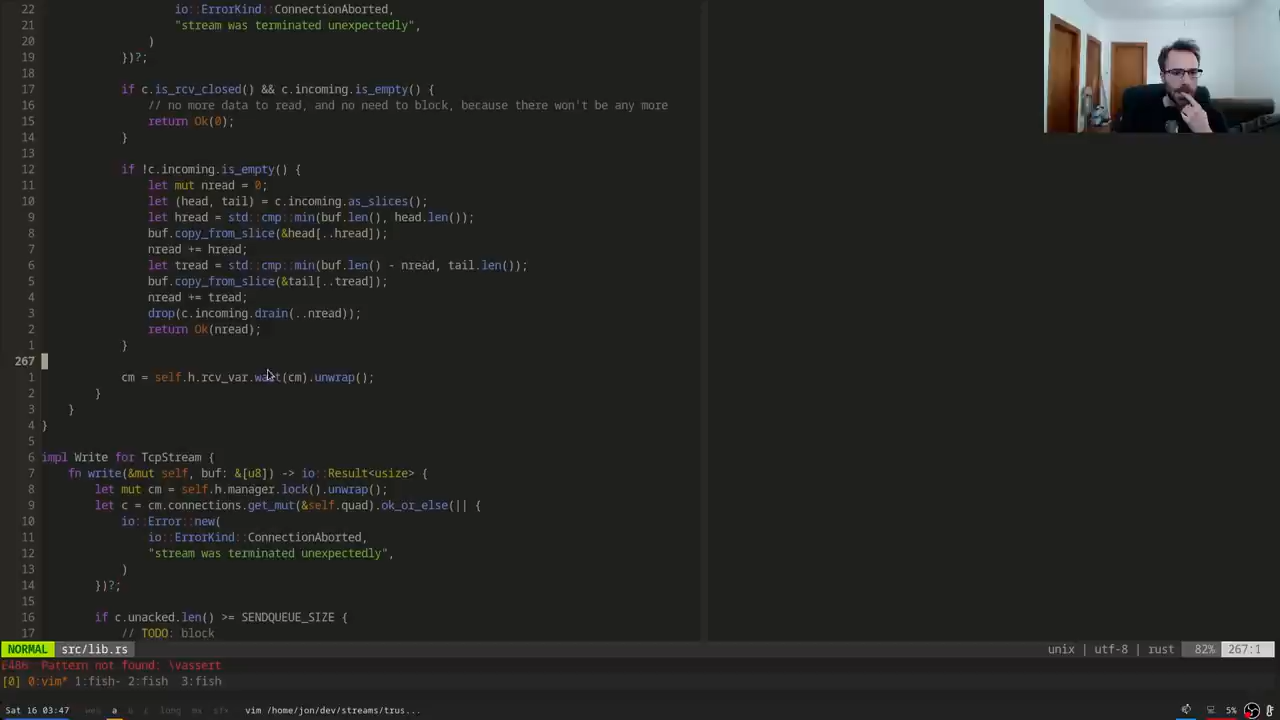 22                 io::ErrorKind::ConnectionAborted,
21                 "stream was terminated unexpectedly",
20             )
19         })?;
18
17         if c.is_rcv_closed() && c.incoming.is_empty() {
16             // no more data to read, and no need to block, because there won't be any more
15             return Ok(0);
14         }
13
12         if !c.incoming.is_empty() {
11             let mut nread = 0;
10             let (head, tail) = c.incoming.as_slices();
9             let hread = std::cmp::min(buf.len(), head.len());
8             buf.copy_from_slice(&head[..hread]);
7             nread += hread;
6             let tread = std::cmp::min(buf.len() - nread, tail.len());
5             buf.copy_from_slice(&tail[..tread]);
4             nread += tread;
3             drop(c.incoming.drain(..nread));
2             return Ok(nread);
1         }
267
1         cm = self.h.rcv_var.wait(cm).unwrap();
2     }
3   }
4 }
5
6 impl Write for TcpStream {
7     fn write(&mut self, buf: &[u8]) -> io::Result<usize> {
8         let mut cm = self.h.manager.lock().unwrap();
9         let c = cm.connections.get_mut(&self.quad).ok_or_else(|| {
10             io::Error::new(
11                 io::ErrorKind::ConnectionAborted,
12                 "stream was terminated unexpectedly",
13             )
14         })?;
15
16         if c.unacked.len() >= SENDQUEUE_SIZE {
17             // TODO: block
NORMAL src/lib.rs unix | utf-8 | rust 82% 267:1
E486: Pattern not found: \vassert
[0] 0:vim* 1:fish- 2:fish 3:fish
Sat 16 03:47 web a vim /home/jon/dev/streams/trus... 5%